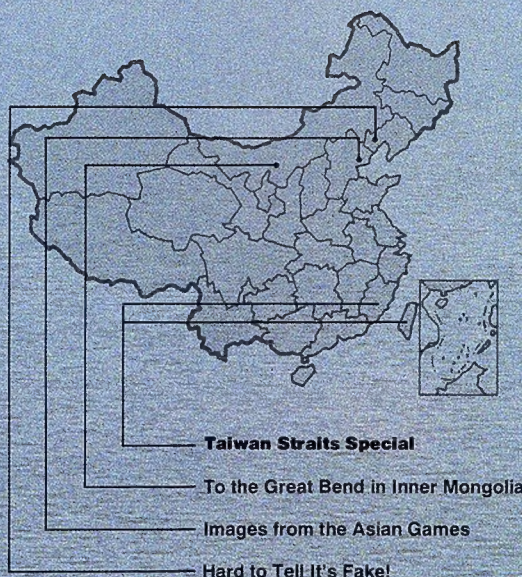 Taiwan Straits Special
To the Great Bend in Inner Mongolia
Images from the Asian Games
Hard to Tell It's Fake!